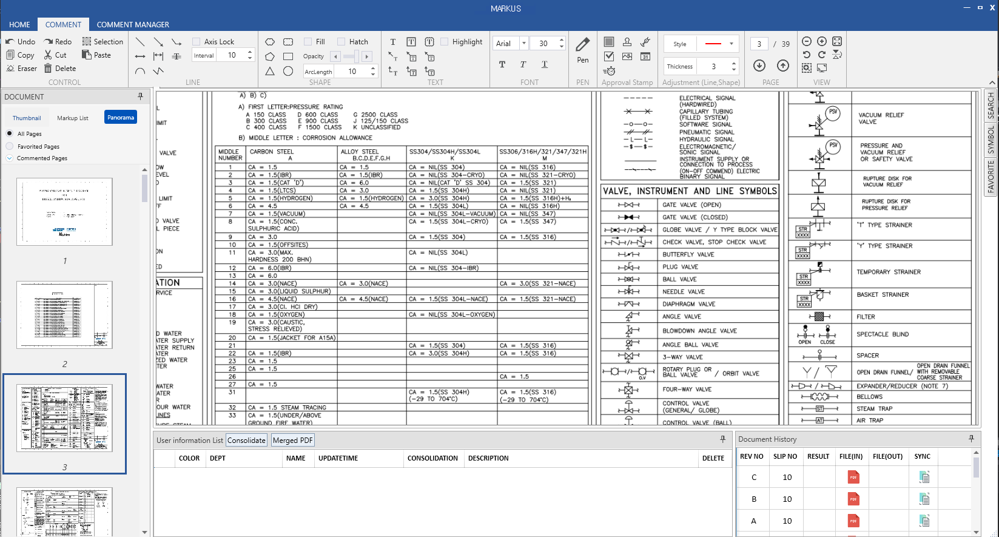 MARKUS
HOME COMMENT COMMENT MANAGER
Undo Redo Selection
Copy Cut Paste
Eraser Delete
CONTROL
Axis Lock
Interval 10
LINE
Fill Hatch
Opacity
ArcLength 10
SHAPE
Highlight
TEXT
Arial 30
FONT
Pen
PEN
Approval Stamp
Style
Thickness 3
Adjustment (Line,Shape)
3 / 39
PAGE
VIEW
DOCUMENT
Thumbnail Markup List Panorama
All Pages
Favorited Pages
Commented Pages
1
2
3
SEARCH
SYMBOL
FAVORITE
VALVE
LIMIT
VALVE
PIECE
ATION
RVICE
D WATER
ATER SUPPLY
ATER RETURN
ATER
ZED WATER
TER
WATER
ATER
R
OUR WATER
LINES
A) B) C)
A) FIRST LETTER:PRESSURE RATING
A 150 CLASS D 600 CLASS G 2500 CLASS
B 300 CLASS E 900 CLASS J 125/150 CLASS
C 400 CLASS F 1500 CLASS K UNCLASSIFIED
B) MIDDLE LETTER : CORROSION ALLOWANCE
MIDDLE NUMBER CARBON STEEL A ALLOY STEEL B.C.D.E.F.G.H SS304/SS304H/SS304L K SS306/316H/321/347/321H M
1 CA = 1.5 CA = 1.5 CA = NIL(SS 304) CA = NIL(SS 316)
2 CA = 1.5(IBR) CA = 1.5(IBR) CA = NIL(SS 304-CRYO) CA = NIL(SS 321-CRYO)
3 CA = 1.5(CAT 'D') CA = 6.0 CA = NIL(CAT 'D' SS 304) CA = 1.5(SS 321)
4 CA = 1.5(LTCS) CA = 3.0 CA = 1.5(SS 304H) CA = NIL(SS 321)
5 CA = 1.5(HYDROGEN) CA = 1.5(HYDROGEN) CA = 3.0(SS 304H) CA = 1.5(SS 316H)+H₂
6 CA = 4.5 CA = 4.5 CA = 1.5(SS 304L) CA = NIL(SS 316H)
7 CA = 1.5(VACUUM) CA = NIL(SS 304L-VACUUM) CA = NIL(SS 347)
8 CA = 1.5(CONC. SULPHURIC ACID) CA = 1.5(SS 304L-CRYO) CA = 1.5(SS 347)
9 CA = 3.0 CA = 1.5(SS 304) CA = 1.5(SS 316)
10 CA = 1.5(OFFSITES)
11 CA = 3.0(MAX. HARDNESS 200 BHN) CA = NIL(SS 304L)
12 CA = 6.0(IBR) CA = NIL(SS 304-IBR)
13 CA = 6.0
14 CA = 3.0(NACE) CA = 3.0(NACE) CA = 3.0(SS 321-NACE)
15 CA = 3.0(LIQUID SULPHUR)
16 CA = 4.5(NACE) CA = 4.5(NACE) CA = 1.5(SS 304L-NACE) CA = 1.5(SS 321-NACE)
17 CA = 3.0(Cl. HCl DRY)
18 CA = 1.5(OXYGEN) CA = NIL(SS 304L-OXYGEN)
19 CA = 3.0(CAUSTIC, STRESS RELIEVED)
20 CA = 1.5(JACKET FOR A15A)
21 CA = 1.5(SS 304) CA = 1.5(SS 316)
22 CA = 1.5(IBR) CA = 3.0(SS 304H) CA = 1.5(SS 316)
23 CA = 1.5
25 CA = 1.5
26 CA = 1.5
27 CA = 1.5
31 CA = 1.5(SS 304H) (-29 TO 704°C) CA = 1.5(SS 316) (-29 TO 704°C)
32 CA = 1.5 STEAM TRACING
33 CA = 1.5(UNDER/ABOVE GROUND FIRE WATER)
ELECTRICAL SIGNAL
(HARDWIRED)
CAPILLARY TUBING
(FILLED SYSTEM)
SOFTWARE SIGNAL
PNEUMATIC SIGNAL
HYDRAULIC SIGNAL
ELECTROMAGNETIC/
SONIC SIGNAL
INSTRUMENT SUPPLY OR
CONNECTION TO PROCESS
(ON-OFF COMMEND) ELECTRIC
BINARY SIGNAL
VALVE, INSTRUMENT AND LINE SYMBOLS
GATE VALVE (OPEN)
GATE VALVE (CLOSED)
GLOBE VALVE / Y TYPE BLOCK VALVE
CHECK VALVE, STOP CHECK VALVE
BUTTERFLY VALVE
PLUG VALVE
BALL VALVE
NEEDLE VALVE
DIAPHRAGM VALVE
ANGLE VALVE
BLOWDOWN ANGLE VALVE
ANGLE BALL VALVE
3-WAY VALVE
O.V ROTARY PLUG OR BALL VALVE / ORBIT VALVE
FOUR-WAY VALVE
CONTROL VALVE
(GENERAL/ GLOBE)
CONTROL VALVE (BALL)
PSV VACUUM RELIEF
VALVE
PSV PRESSURE AND
VACUUM RELIEF
OR SAFETY VALVE
RUPTURE DISK FOR
VACUUM RELIEF
RUPTURE DISK FOR
PRESSURE RELIEF
STR XXXX 'T' TYPE STRAINER
STR XXXX 'Y' TYPE STRAINER
STR XXXX TEMPORARY STRAINER
STR XXXX BASKET STRAINER
FILTER
OPEN CLOSE SPECTACLE BLIND
SPACER
OPEN DRAIN FUNNEL/ OPEN DRAIN FUNNEL WITH REMOVABLE COARSE STRAINER
EXPANDER/REDUCER (NOTE 7)
BELLOWS
ST STEAM TRAP
AT AIR TRAP
User information List Consolidate Merged PDF
COLOR DEPT NAME UPDATETIME CONSOLIDATION DESCRIPTION DELETE
Document History
REV NO SLIP NO RESULT FILE(IN) FILE(OUT) SYNC
C 10 PDF
B 10 PDF
A 10 PDF